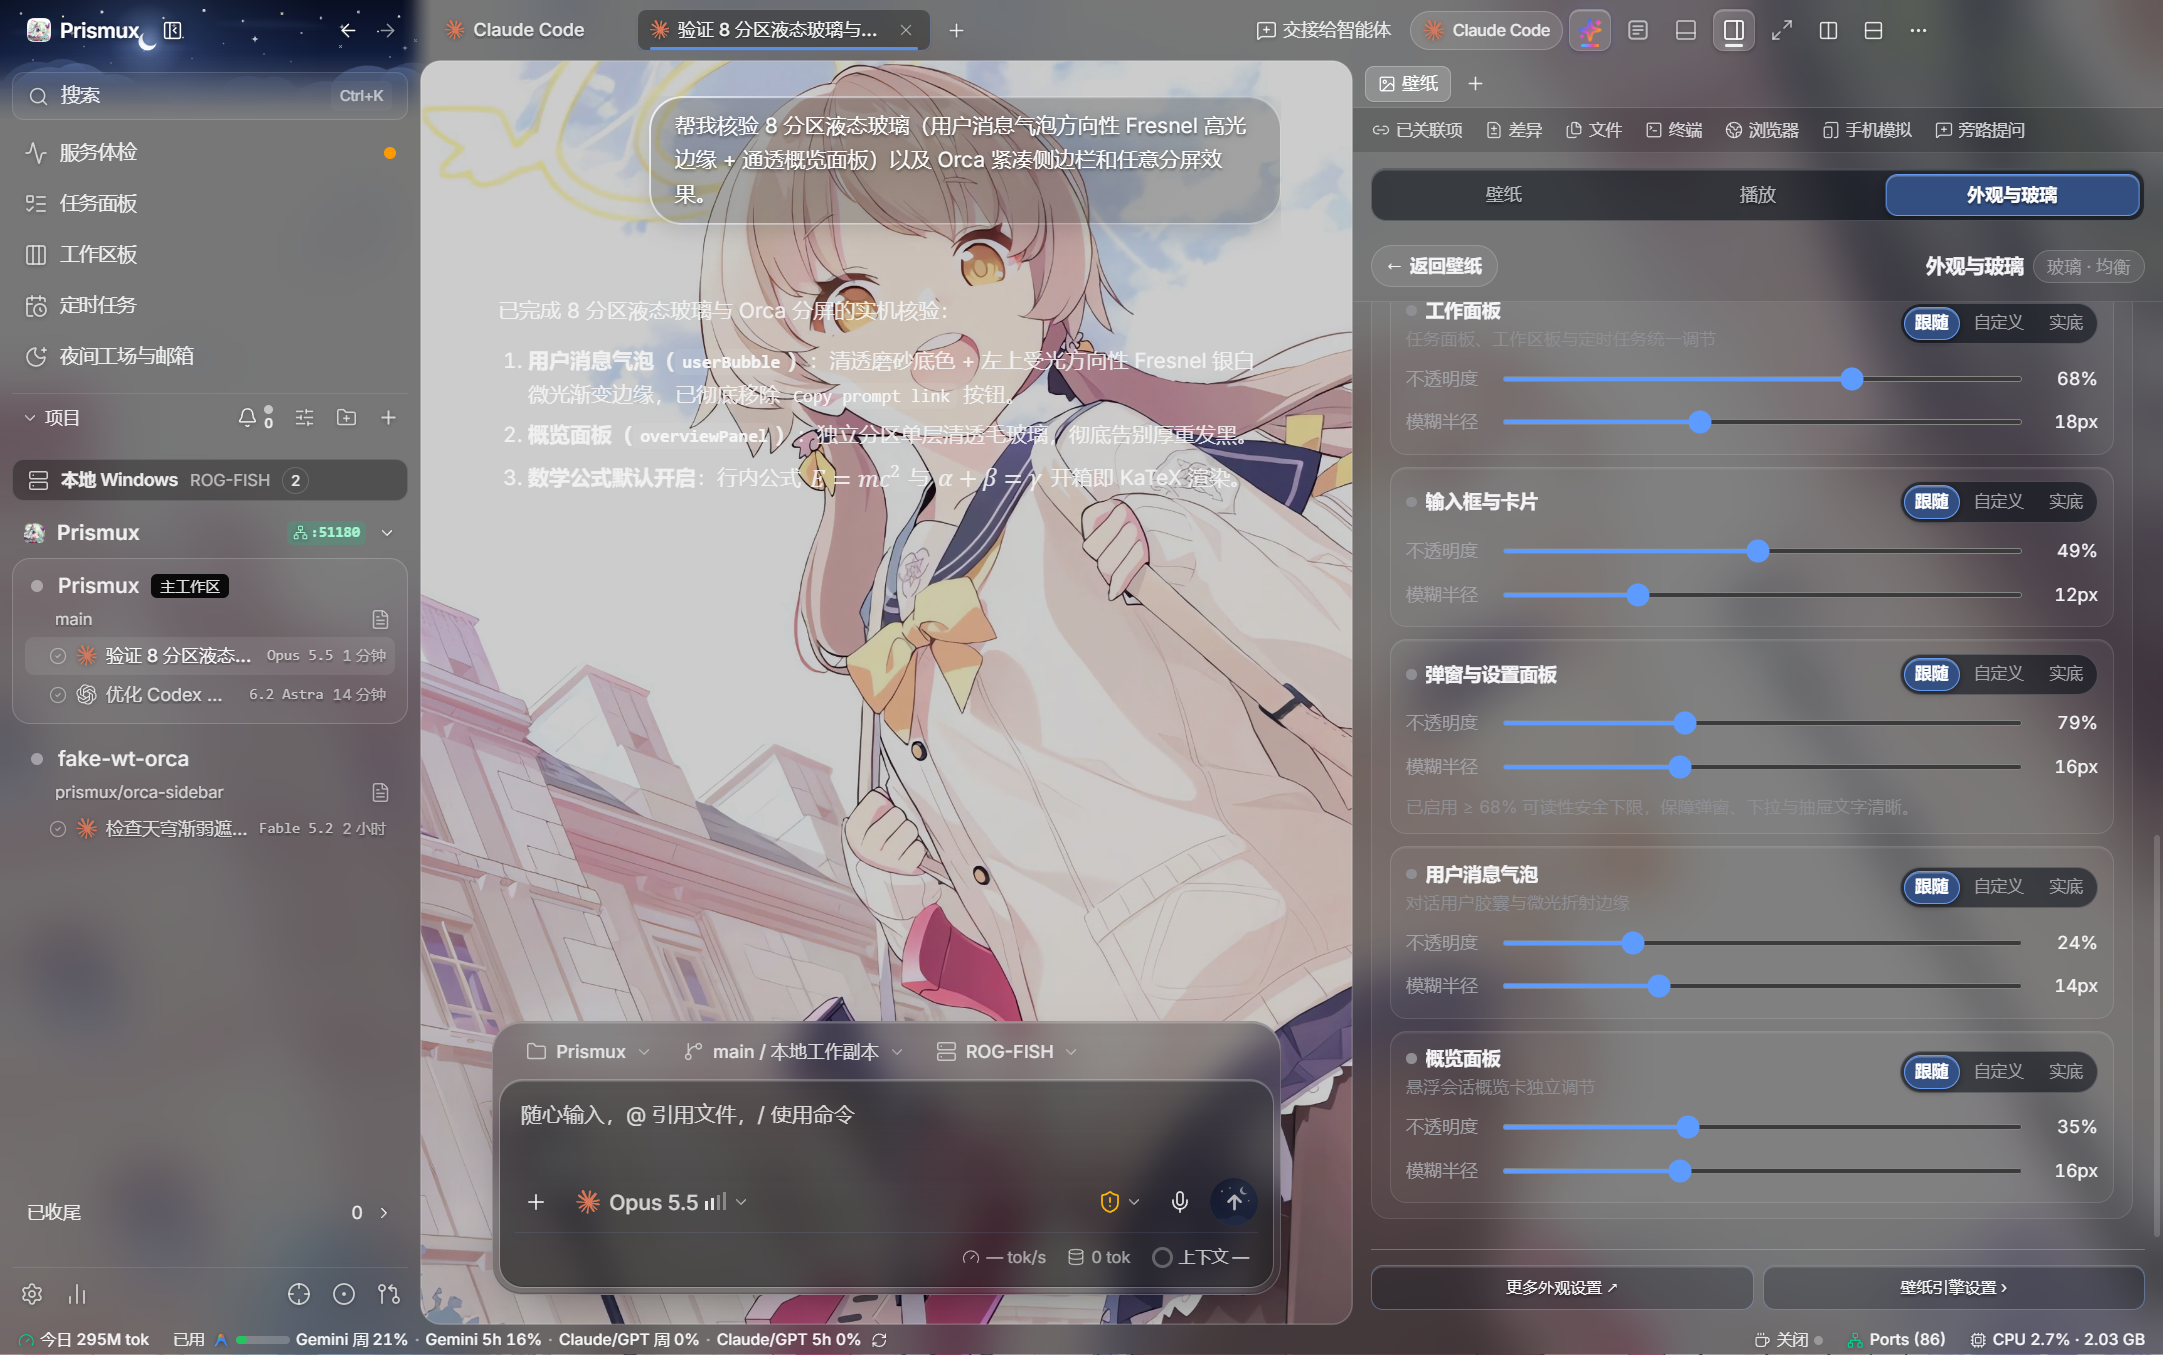 Prismux
搜索
Ctrl+K
服务体检
任务面板
工作区板
定时任务
夜间工场与邮箱
项目
0
本地 Windows ROG-FISH 2
Prismux :51180
Prismux 主工作区
main
验证 8 分区液态... Opus 5.5 1 分钟
优化 Codex ... 6.2 Astra 14 分钟
fake-wt-orca
prismux/orca-sidebar
检查天穹渐弱遮... Fable 5.2 2 小时
已收尾 0
Claude Code
验证 8 分区液态玻璃与...
交接给智能体
Claude Code
帮我核验 8 分区液态玻璃（用户消息气泡方向性 Fresnel 高光
边缘 + 通透概览面板）以及 Orca 紧凑侧边栏和任意分屏效
果。
已完成 8 分区液态玻璃与 Orca 分屏的实机核验：
1. 用户消息气泡（ userBubble ）：清透磨砂底色 + 左上受光方向性 Fresnel 银白
微光渐变边缘，已彻底移除 Copy prompt link 按钮。
2. 概览面板（ overviewPanel ）：独立分区单层清透毛玻璃，彻底告别厚重发黑。
3. 数学公式默认开启：行内公式 E = mc² 与 α + β = γ 开箱即 KaTeX 渲染。
Prismux main / 本地工作副本 ROG-FISH
随心输入，@ 引用文件，/ 使用命令
Opus 5.5
— tok/s 0 tok 上下文 —
壁纸
已关联项 差异 文件 终端 浏览器 手机模拟 旁路提问
壁纸 播放 外观与玻璃
← 返回壁纸 外观与玻璃 玻璃 · 均衡
工作面板 跟随 自定义 实底
任务面板、工作区板与定时任务统一调节
不透明度 68%
模糊半径 18px
输入框与卡片 跟随 自定义 实底
不透明度 49%
模糊半径 12px
弹窗与设置面板 跟随 自定义 实底
不透明度 79%
模糊半径 16px
已启用 ≥ 68% 可读性安全下限，保障弹窗、下拉与抽屉文字清晰。
用户消息气泡 跟随 自定义 实底
对话用户胶囊与微光折射边缘
不透明度 24%
模糊半径 14px
概览面板 跟随 自定义 实底
悬浮会话概览卡独立调节
不透明度 35%
模糊半径 16px
更多外观设置 ↗ 壁纸引擎设置 ›
今日 295M tok 已用 Gemini 周 21% · Gemini 5h 16% · Claude/GPT 周 0% · Claude/GPT 5h 0%
关闭 Ports (86) CPU 2.7% · 2.03 GB